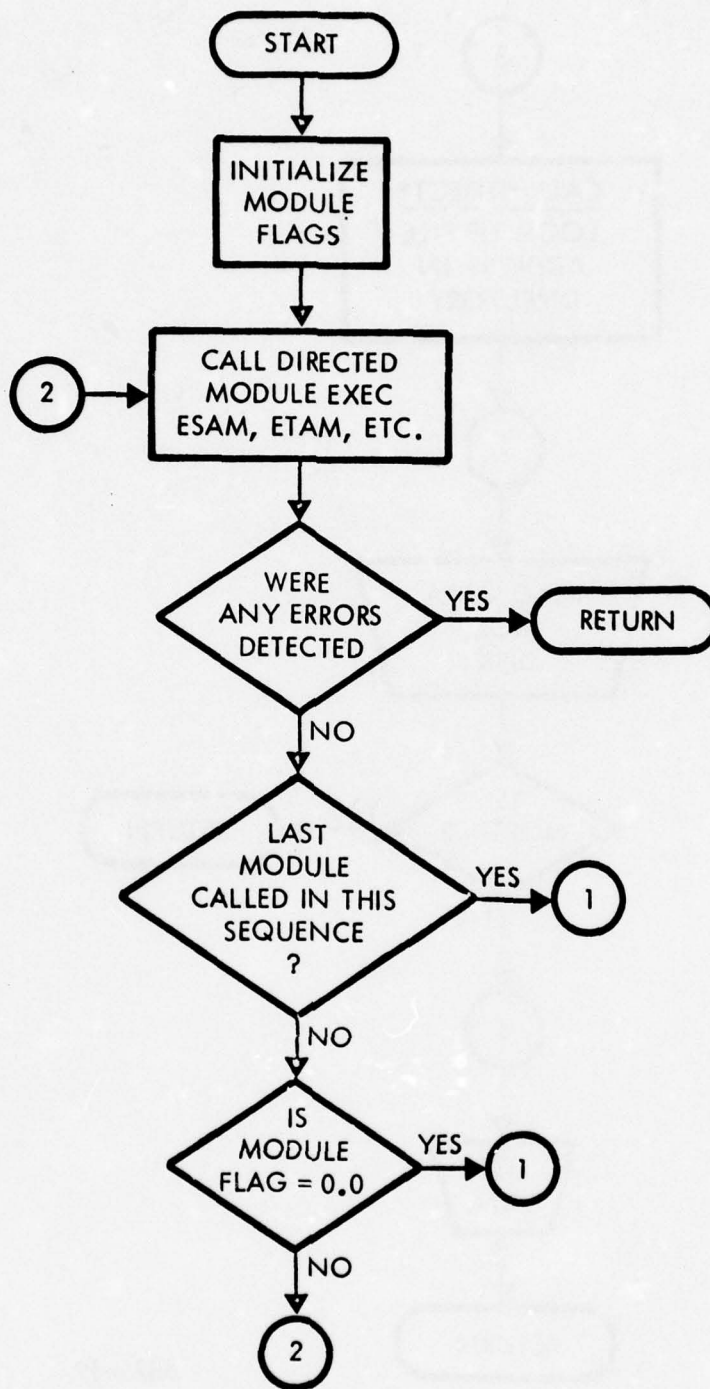 START
INITIALIZE
MODULE
FLAGS
2
CALL DIRECTED
MODULE EXEC
ESAM, ETAM, ETC.
WERE
ANY ERRORS
DETECTED
YES
RETURN
NO
LAST
MODULE
CALLED IN THIS
SEQUENCE
?
YES
1
NO
IS
MODULE
FLAG = 0.0
YES
1
NO
2